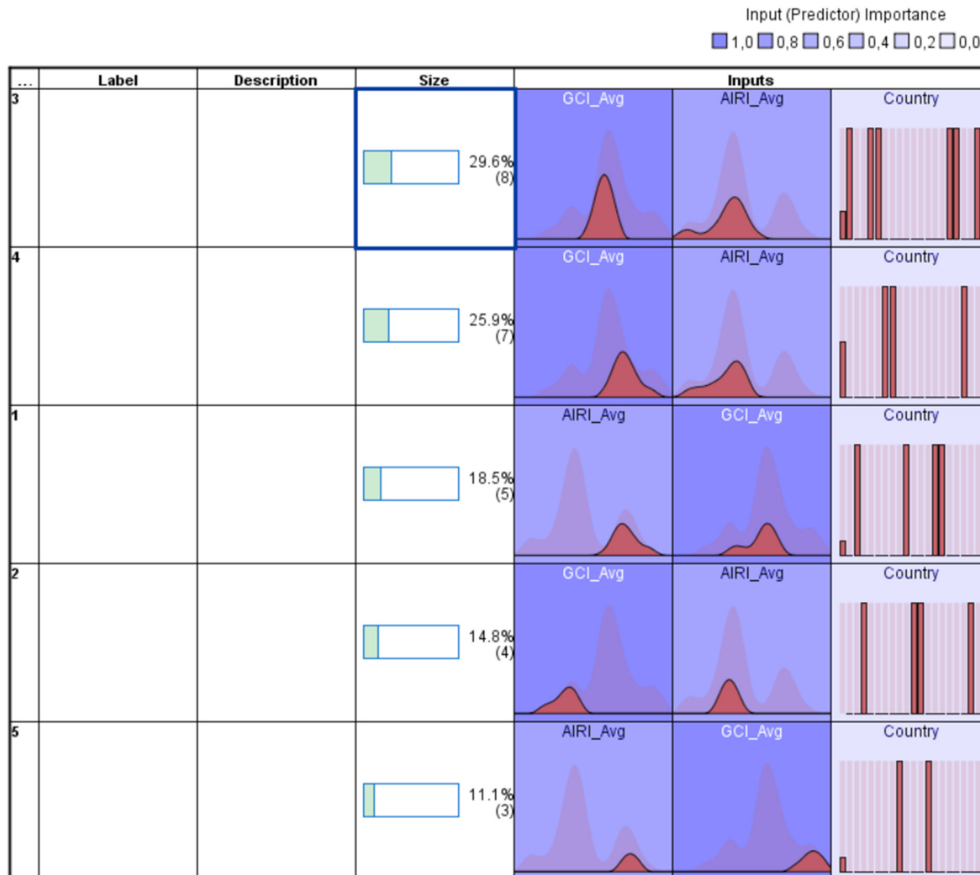 Input (Predictor) Importance
1,0 0,8 0,6 0,4 0,2 0,0
... Label Description Size Inputs
3 GCI_Avg AIRI_Avg Country
29.6%
(8)
4 GCI_Avg AIRI_Avg Country
25.9%
(7)
1 AIRI_Avg GCI_Avg Country
18.5%
(5)
2 GCI_Avg AIRI_Avg Country
14.8%
(4)
5 AIRI_Avg GCI_Avg Country
11.1%
(3)